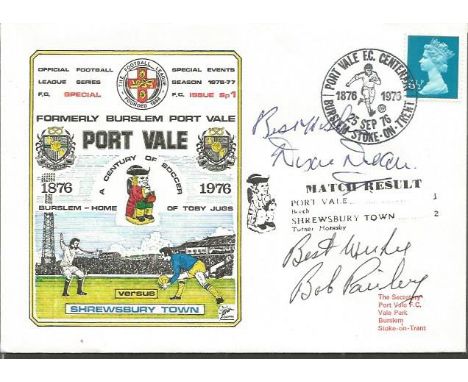 OFFICIAL FOOTBALL
LEAGUE SERIES
F.C. SPECIAL
THE FOOTBALL LEAGUE
FOUNDED 1888
SPECIAL EVENTS
SEASON 1976-77
F.C. ISSUE Sp1
FORMERLY BURSLEM PORT VALE
PORT VALE
1876
A CENTURY OF SOCCER
1976
BURSLEM - HOME OF TOBY JUGS
versus
SHREWSBURY TOWN
PORT VALE F.C. CENTENARY
1876 1976
25 SEP 76
BURSLEM STOKE-ON-TRENT
Best Wishes
Dixie Dean
MATCH RESULT
PORT VALE
SHREWSBURY TOWN 2
Best Wishes
Bob Paisley
The Secretary
Port Vale F.C,
Vale Park
Burslem
Stoke-on-Trent